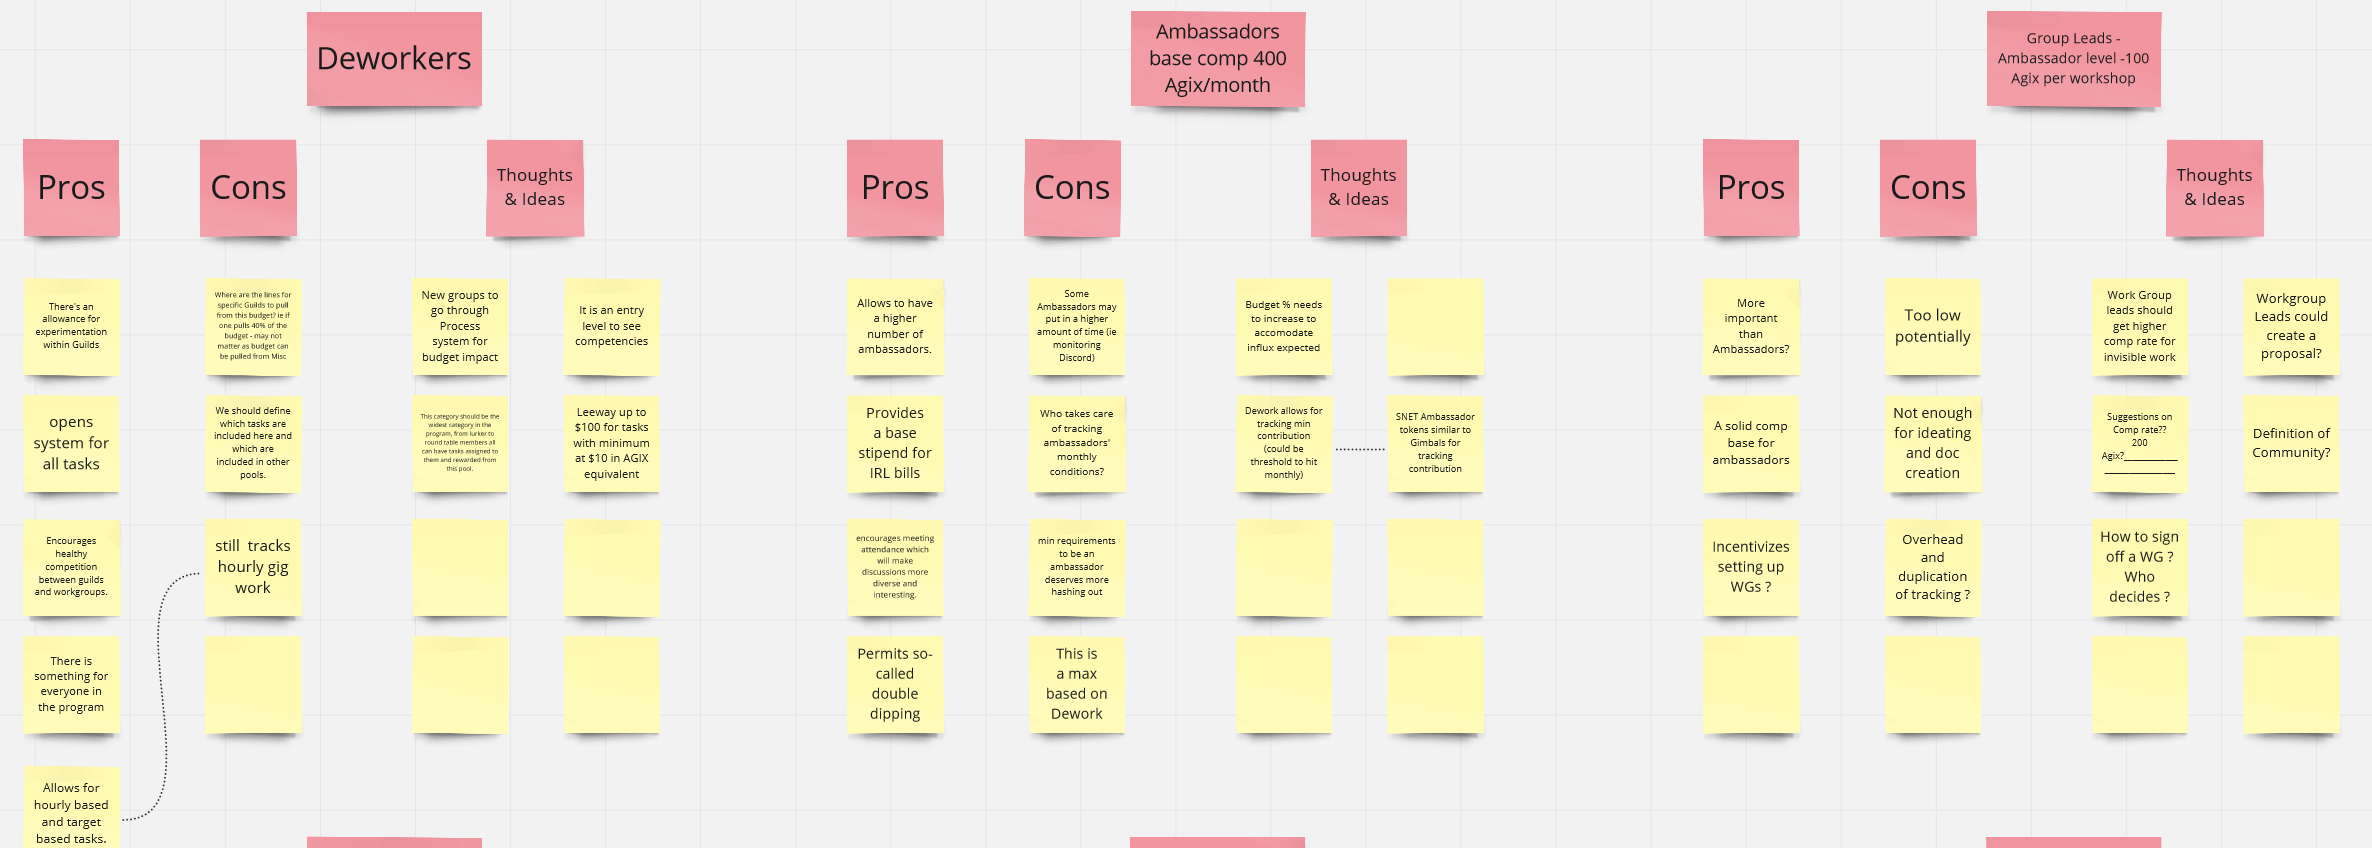 Deworkers
Pros
Cons
Thoughts
& Ideas
There's an
allowance for
experimentation
within Guilds
opens
system for
all tasks
Encourages
healthy
competition
between guilds
and workgroups.
There is
something for
everyone in
the program
Allows for
hourly based
and target
based tasks.
Where are the lines for
specific Guilds to pull
from this budget? ie if
one pulls 40% of the
budget - may not
matter as budget can
be pulled from Misc
We should define
which tasks are
included here and
which are
included in other
pools.
still tracks
hourly gig
work
New groups to
go through
Process
system for
budget impact
This category should be the
widest category in the
program, from lurker to
round table members all
can have tasks assigned to
them and rewarded from
this pool.
It is an entry
level to see
competencies
Leeway up to
$100 for tasks
with minimum
at $10 in AGIX
equivalent
Ambassadors
base comp 400
Agix/month
Pros
Cons
Thoughts
& Ideas
Allows to have
a higher
number of
ambassadors.
Provides
a base
stipend for
IRL bills
encourages meeting
attendance which
will make
discussions more
diverse and
interesting.
Permits so-
called
double
dipping
Some
Ambassadors may
put in a higher
amount of time (ie
monitoring
Discord)
Who takes care
of tracking
ambassadors'
monthly
conditions?
min requirements
to be an
ambassador
deserves more
hashing out
This is
a max
based on
Dework
Budget % needs
to increase to
accomodate
influx expected
Dework allows for
tracking min
contribution
(could be
threshold to hit
monthly)
SNET Ambassador
tokens similar to
Gimbals for
tracking
contribution
Group Leads -
Ambassador level -100
Agix per workshop
Pros
Cons
Thoughts
& Ideas
More
important
than
Ambassadors?
A solid comp
base for
ambassadors
Incentivizes
setting up
WGs ?
Too low
potentially
Not enough
for ideating
and doc
creation
Overhead
and
duplication
of tracking ?
Work Group
leads should
get higher
comp rate for
invisible work
Suggestions on
Comp rate??
200
Agix?___________
______________
How to sign
off a WG ?
Who
decides ?
Workgroup
Leads could
create a
proposal?
Definition of
Community?